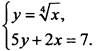 y = ∜x,
5y + 2x = 7.